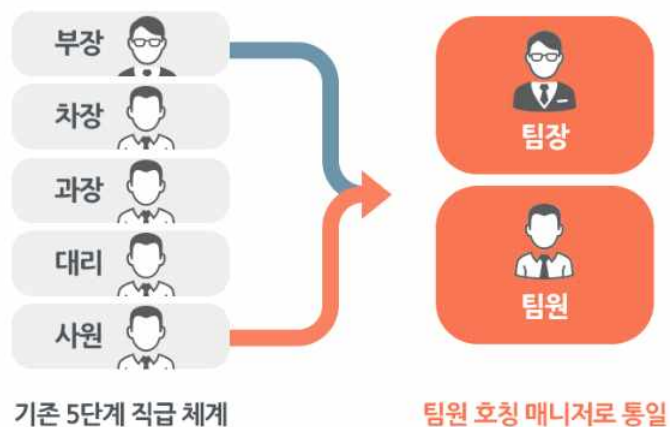 부장
차장
과장
대리
사원
팀장
팀원
기존 5단계 직급 체계
팀원 호칭 매니저로 통일